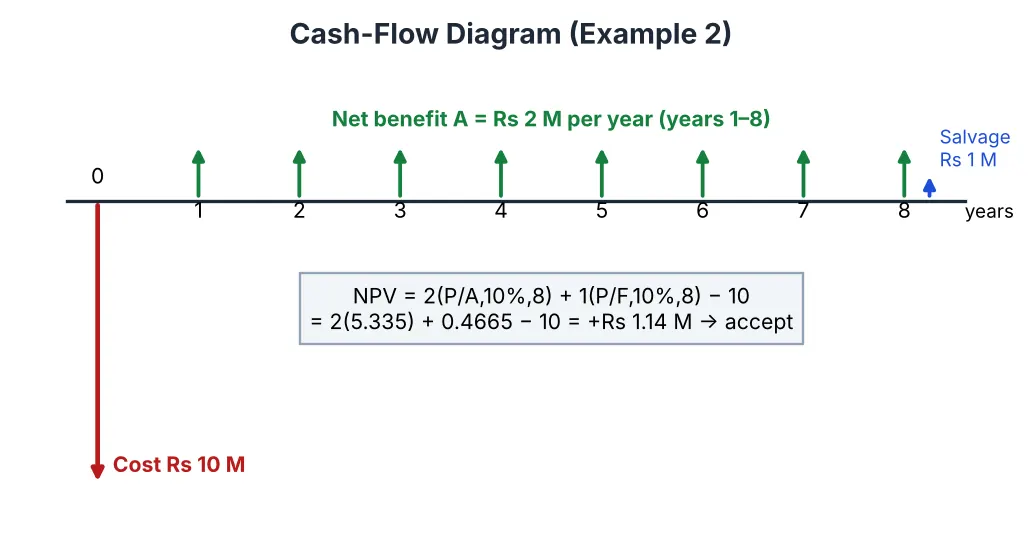 Cash-Flow Diagram (Example 2)
Net benefit A = Rs 2 M per year (years 1–8)
Salvage
Rs 1 M
0
1 2 3 4 5 6 7 8 years
NPV = 2(P/A,10%,8) + 1(P/F,10%,8) − 10
= 2(5.335) + 0.4665 − 10 = +Rs 1.14 M → accept
Cost Rs 10 M